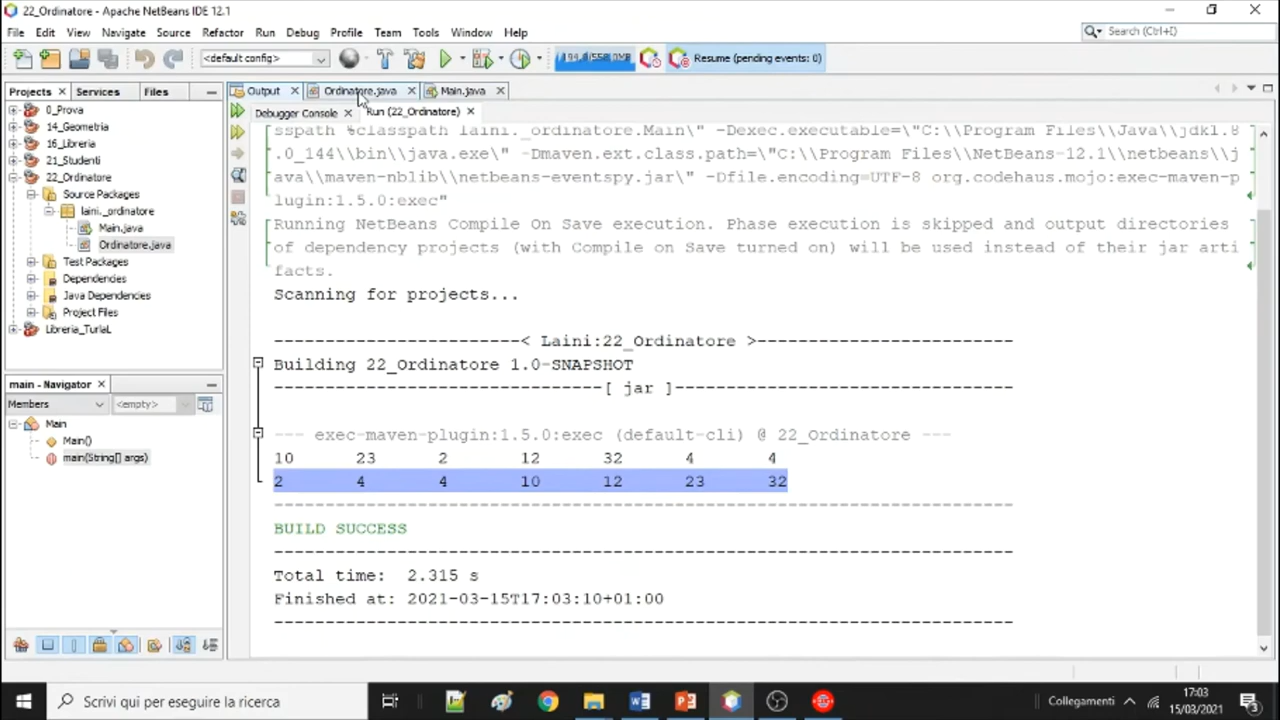 22_Ordinatore - Apache NetBeans IDE 12.1
File Edit View Navigate Source Refactor Run Debug Profile Team Tools Window Help
Search (Ctrl+I)
<default config>
Resume (pending events: 0)
Projects Services Files
Output Ordinatore.java Main.java
Debugger Console Run (22_Ordinatore)
0_Prova
14_Geometria
16_Libreria
21_Studenti
22_Ordinatore
Source Packages
laini._ordinatore
Main.java
Ordinatore.java
Test Packages
Dependencies
Java Dependencies
Project Files
Libreria_TurlaL
main - Navigator
Members <empty>
Main
Main()
main(String[] args)
sspath %classpath laini._ordinatore.Main\" -Dexec.executable=\"C:\\Program Files\\Java\\jdk1.8
.0_144\\bin\\java.exe\" -Dmaven.ext.class.path=\"C:\\Program Files\\NetBeans-12.1\\netbeans\\j
ava\\maven-nblib\\netbeans-eventspy.jar\" -Dfile.encoding=UTF-8 org.codehaus.mojo:exec-maven-p
lugin:1.5.0:exec"
Running NetBeans Compile On Save execution. Phase execution is skipped and output directories
of dependency projects (with Compile on Save turned on) will be used instead of their jar arti
facts.
Scanning for projects...
------------------------< Laini:22_Ordinatore >-------------------------
Building 22_Ordinatore 1.0-SNAPSHOT
--------------------------------[ jar ]---------------------------------
--- exec-maven-plugin:1.5.0:exec (default-cli) @ 22_Ordinatore ---
10 23 2 12 32 4 4
2 4 4 10 12 23 32
------------------------------------------------------------------------
BUILD SUCCESS
------------------------------------------------------------------------
Total time: 2.315 s
Finished at: 2021-03-15T17:03:10+01:00
------------------------------------------------------------------------
Scrivi qui per eseguire la ricerca
Collegamenti
17:03
15/03/2021
3